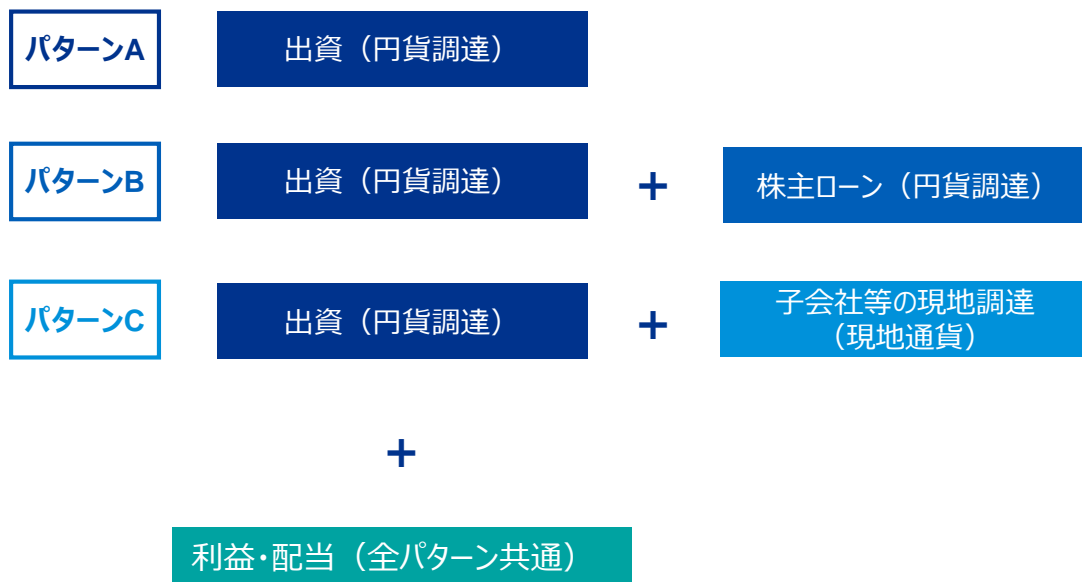 パターンA
出資（円貨調達）
パターンB
出資（円貨調達）
+
株主ローン（円貨調達）
パターンC
出資（円貨調達）
+
子会社等の現地調達
（現地通貨）
+
利益・配当（全パターン共通）